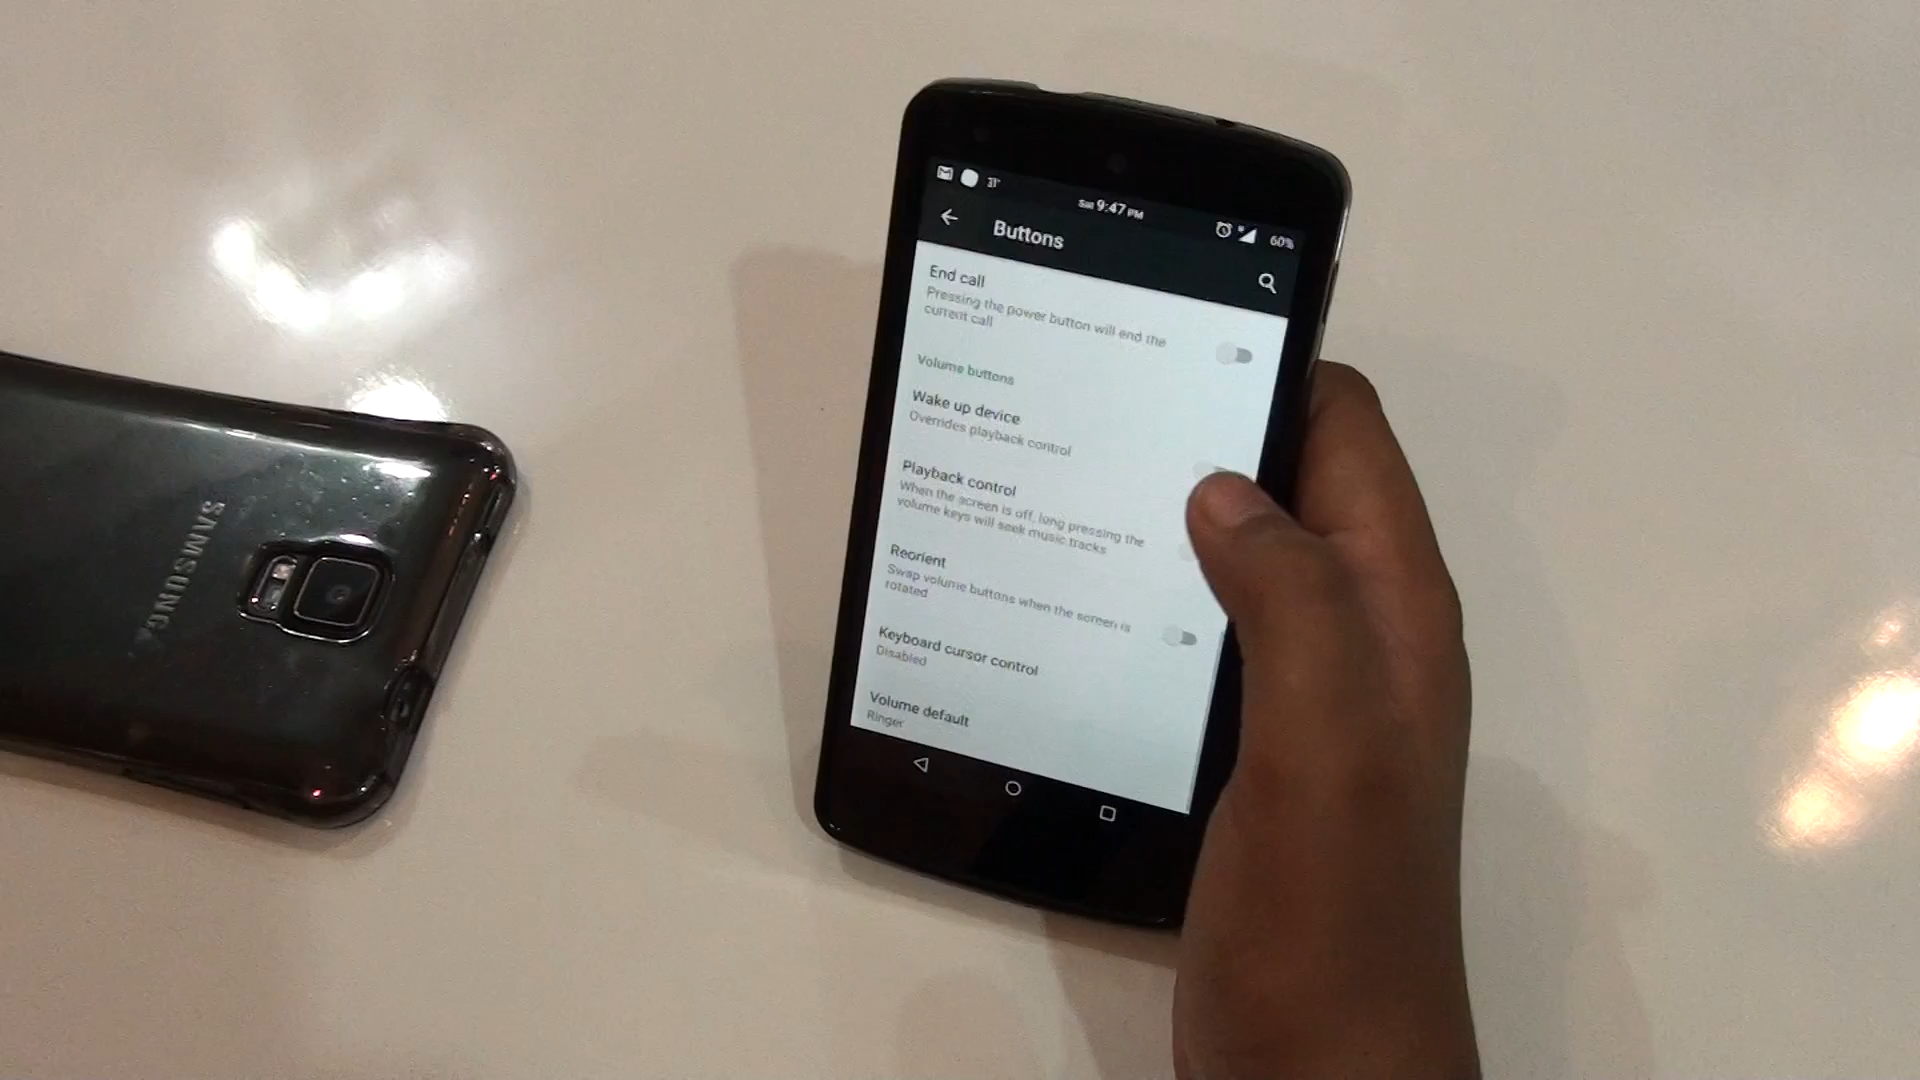 31°
Sat 9:47 PM
60%
Buttons
End call
Pressing the power button will end the
current call
Volume buttons
Wake up device
Overrides playback control
Playback control
When the screen is off, long pressing the
volume keys will seek music tracks
Reorient
Swap volume buttons when the screen is
rotated
Keyboard cursor control
Disabled
Volume default
Ringer
SAMSUNG